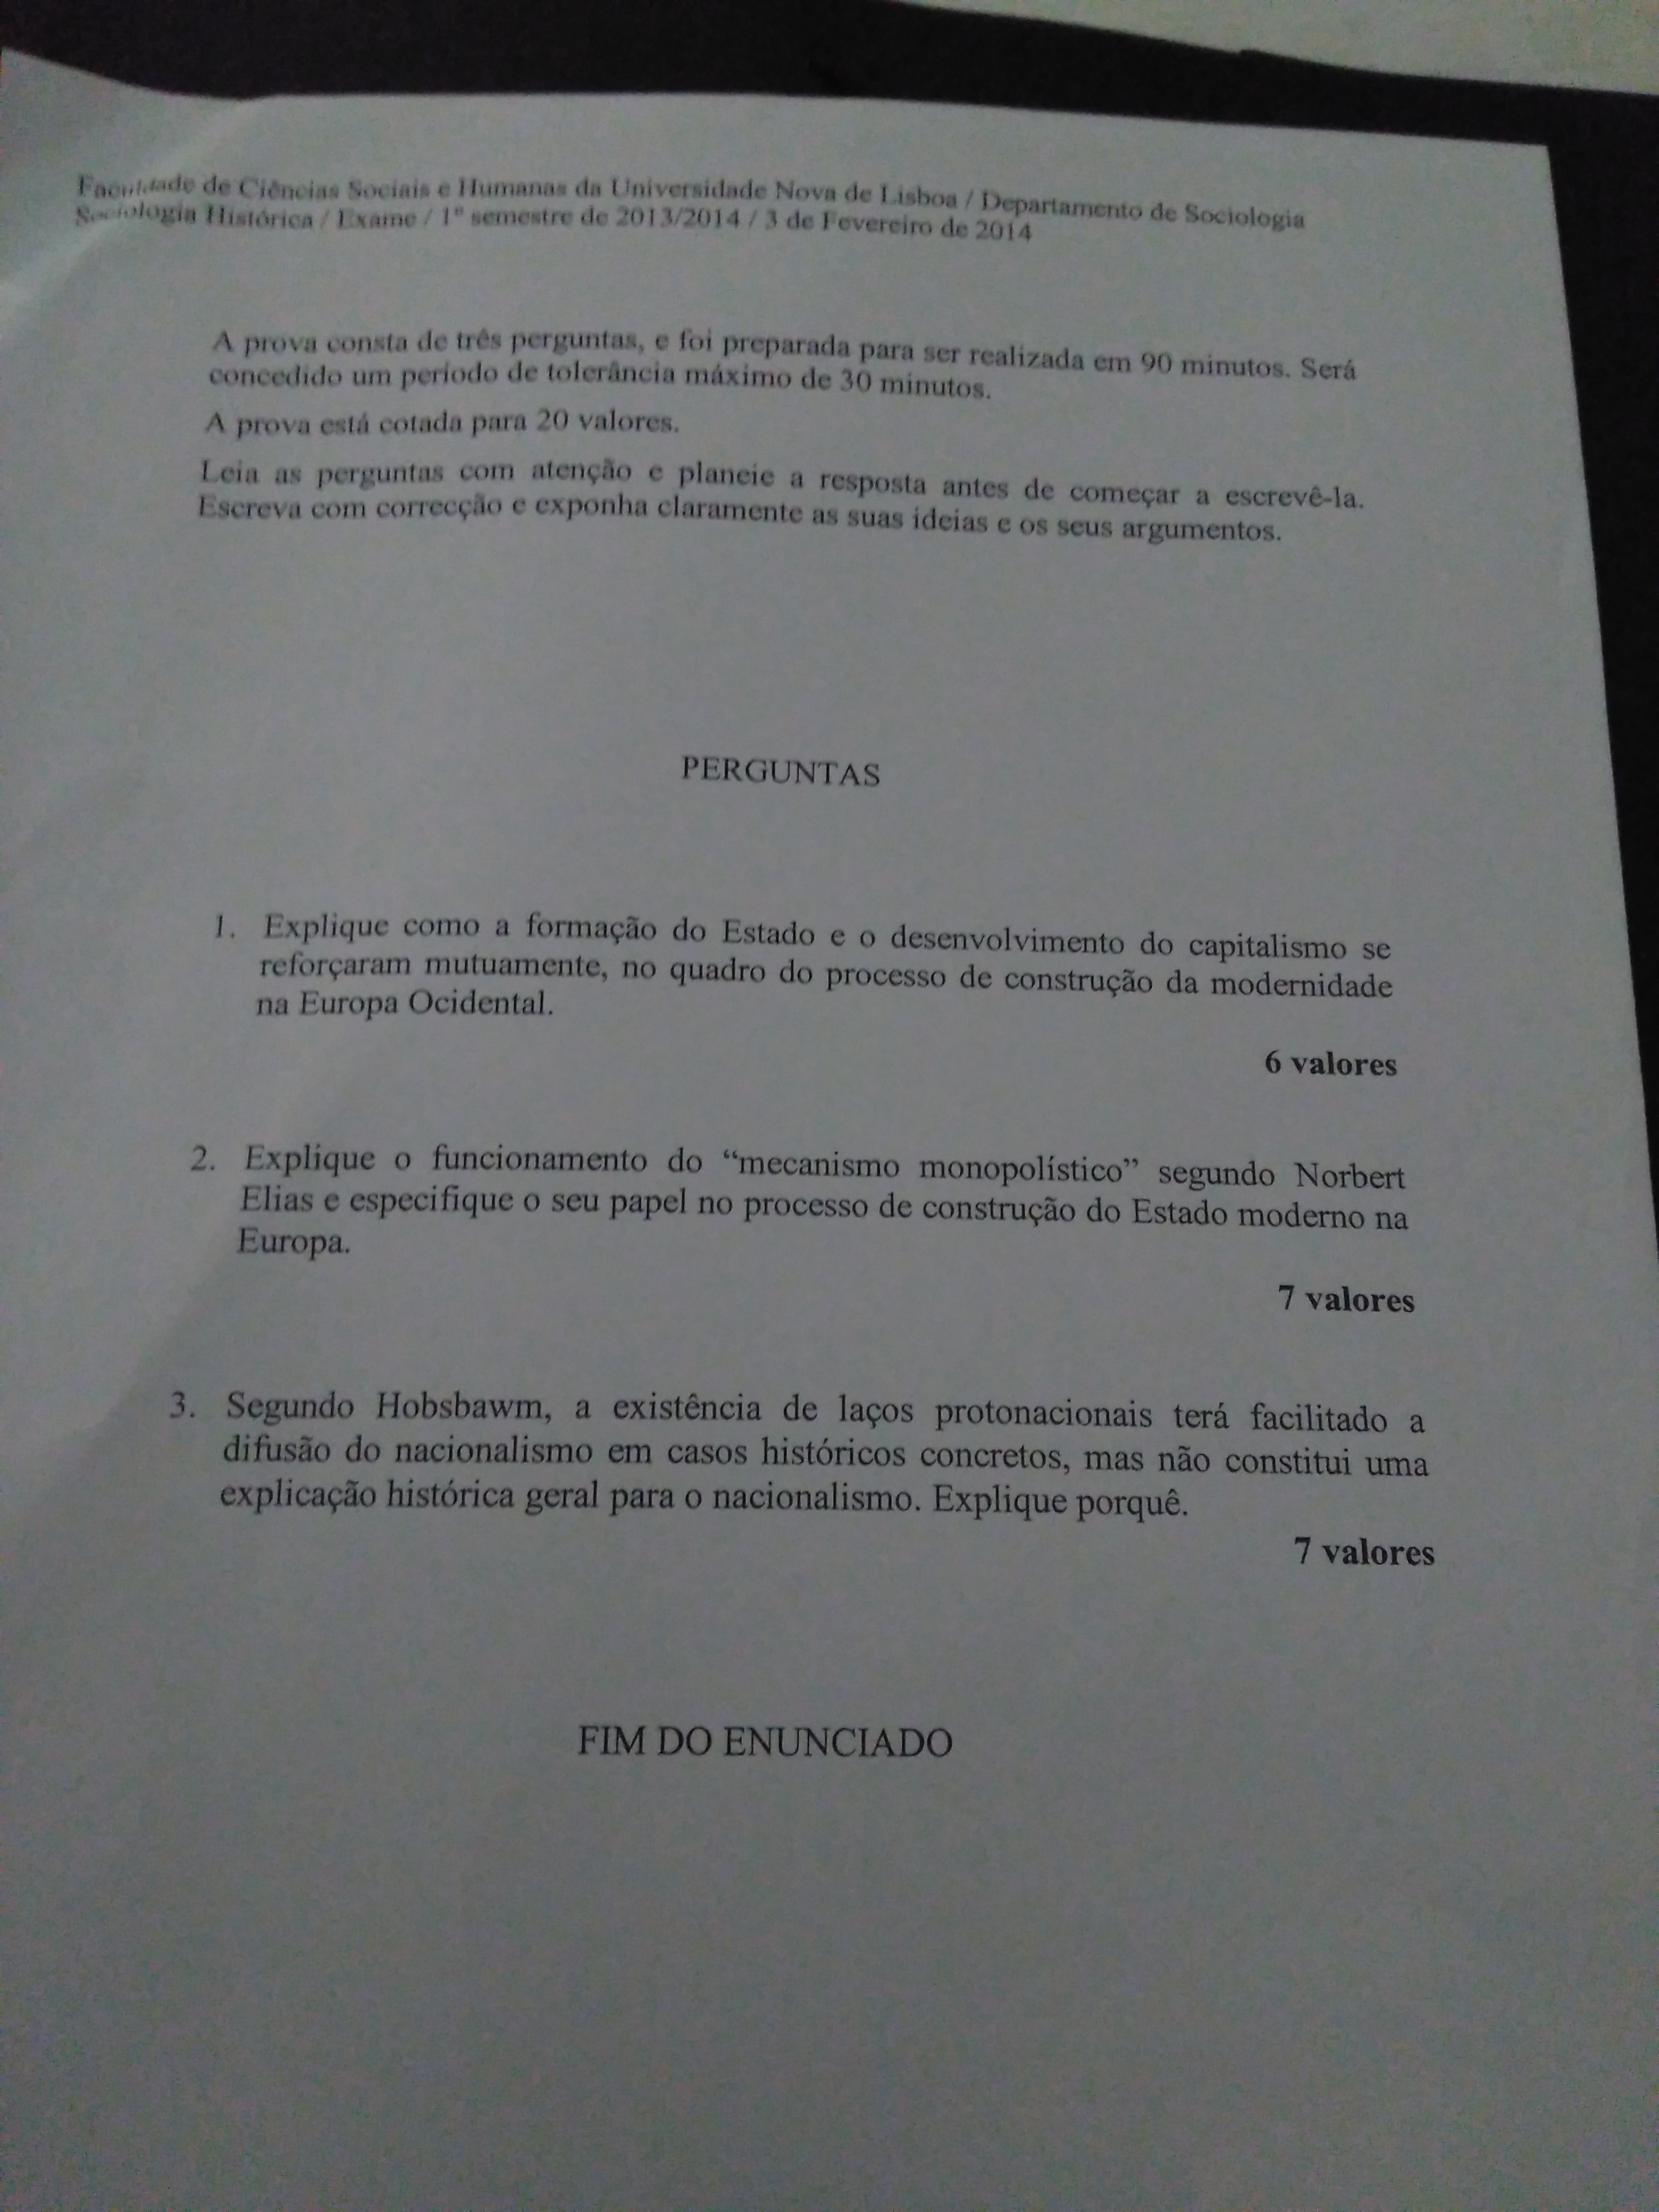 Faculdade de Ciências Sociais e Humanas da Universidade Nova de Lisboa / Departamento de Sociologia
Sociologia Histórica / Exame / 1º semestre de 2013/2014 / 3 de Fevereiro de 2014
A prova consta de três perguntas, e foi preparada para ser realizada em 90 minutos. Será
concedido um período de tolerância máximo de 30 minutos.
A prova está cotada para 20 valores.
Leia as perguntas com atenção e planeie a resposta antes de começar a escrevê-la.
Escreva com correcção e exponha claramente as suas ideias e os seus argumentos.
PERGUNTAS
1. Explique como a formação do Estado e o desenvolvimento do capitalismo se
reforçaram mutuamente, no quadro do processo de construção da modernidade
na Europa Ocidental.
6 valores
2. Explique o funcionamento do “mecanismo monopolístico” segundo Norbert
Elias e especifique o seu papel no processo de construção do Estado moderno na
Europa.
7 valores
3. Segundo Hobsbawm, a existência de laços protonacionais terá facilitado a
difusão do nacionalismo em casos históricos concretos, mas não constitui uma
explicação histórica geral para o nacionalismo. Explique porquê.
7 valores
FIM DO ENUNCIADO